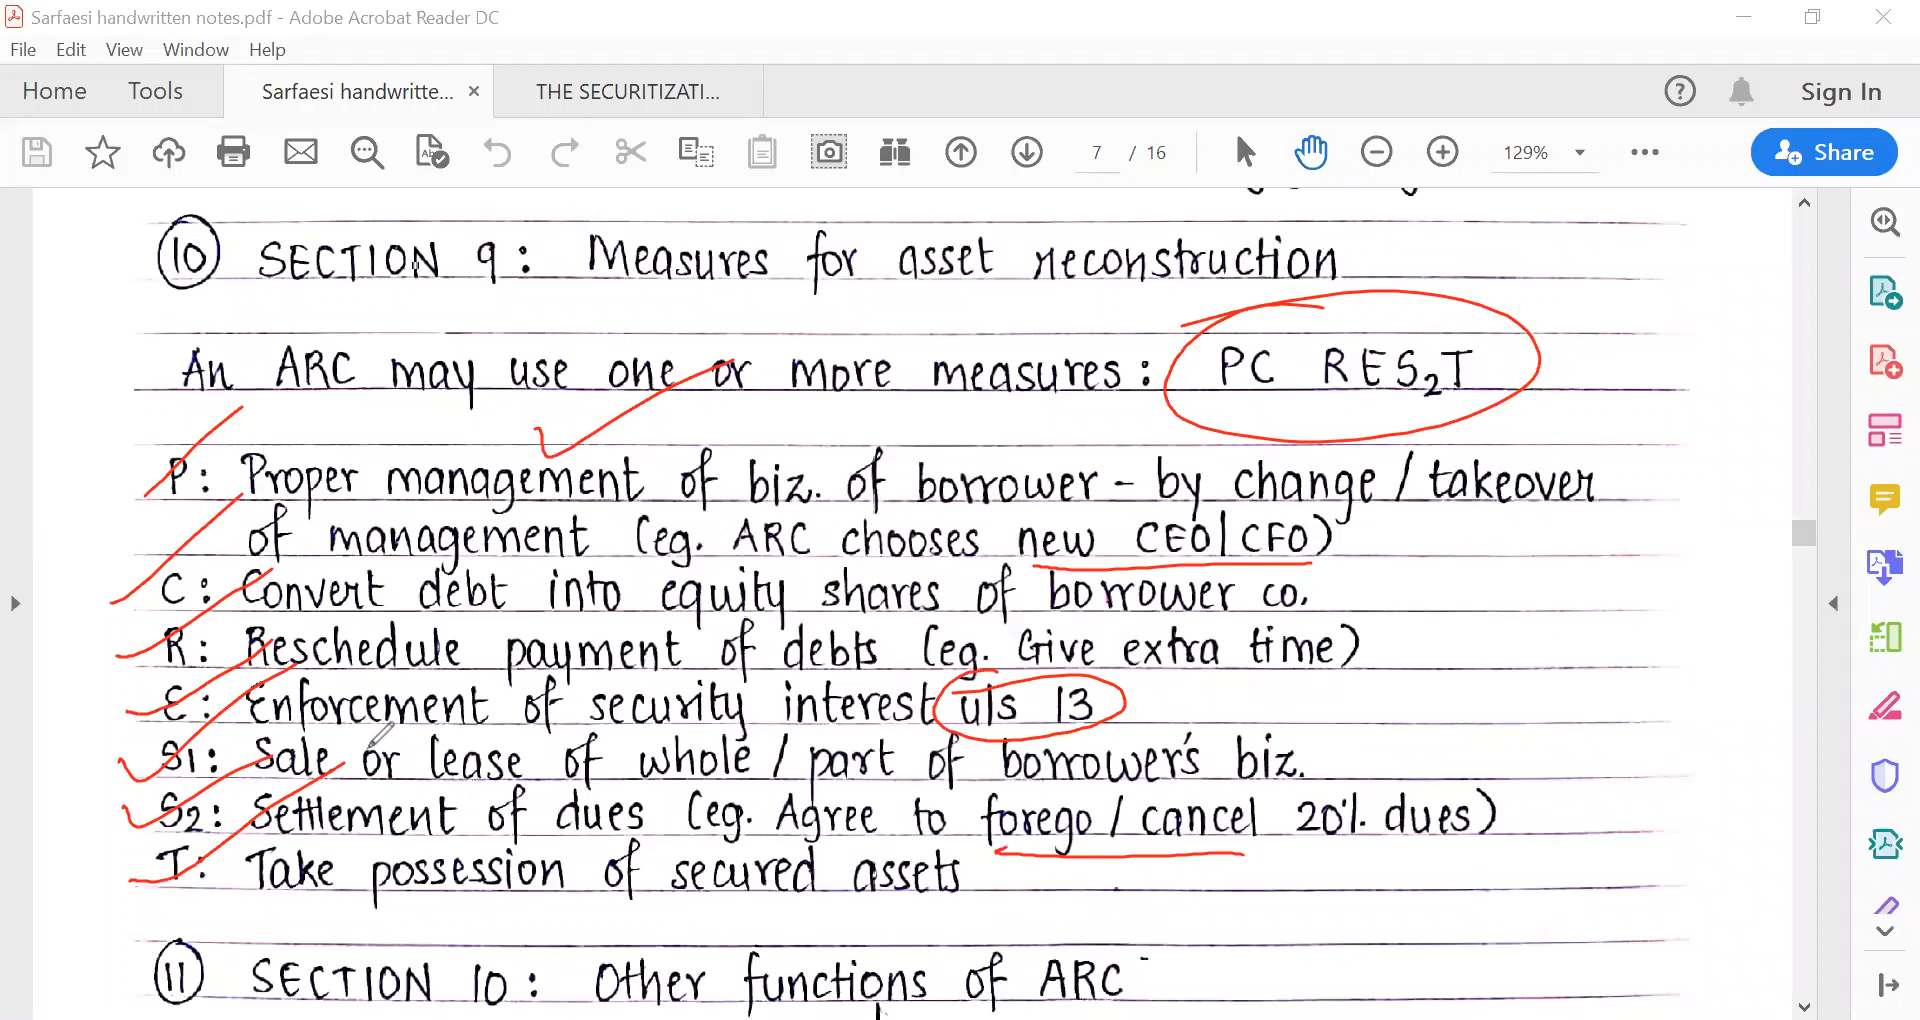 Sarfaesi handwritten notes.pdf - Adobe Acrobat Reader DC
File Edit View Window Help
Home Tools Sarfaesi handwritte... × THE SECURITIZATI... Sign In
7 / 16 129% Share
10 SECTION 9 : Measures for asset reconstruction
An ARC may use one or more measures : PC RES2T
P : Proper management of biz. of borrower - by change / takeover
of management (eg. ARC chooses new CEO/CFO)
C : Convert debt into equity shares of borrower co.
R : Reschedule payment of debts (eg. Give extra time)
E : Enforcement of security interest u/s 13
S1 : Sale or lease of whole / part of borrower's biz.
S2 : Settlement of dues (eg. Agree to forego / cancel 20% dues)
T : Take possession of secured assets
11 SECTION 10 : Other functions of ARC